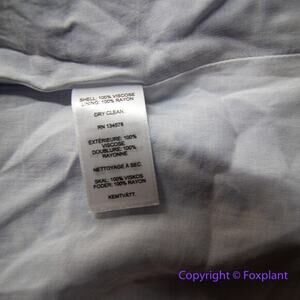 SHELL: 100% VISCOSE
LINING: 100% RAYON
DRY CLEAN
RN 134578
EXTÉRIEURE: 100%
VISCOSE
DOUBLURE: 100%
RAYONNE
NETTOYAGE À SEC.
SKAL: 100% VISKOS
FODER: 100% RAYON
KEMTVÄTT.
Copyright © Foxplant